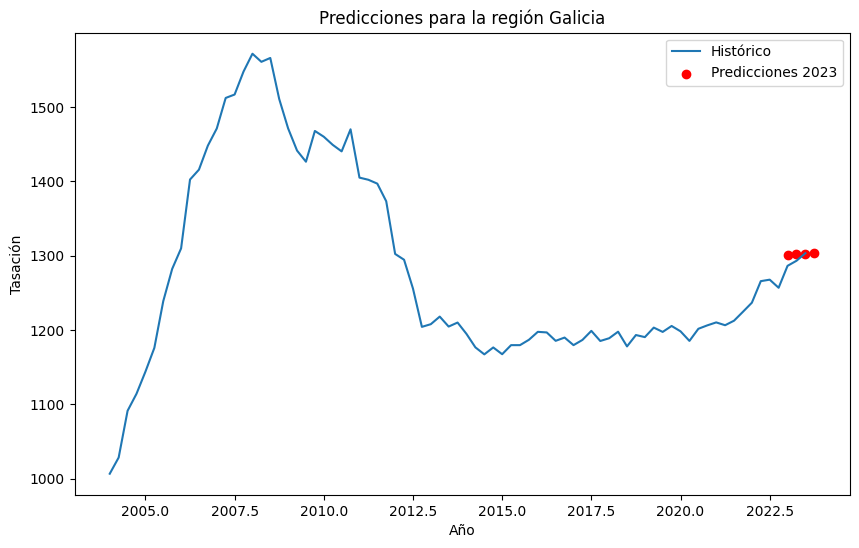 Predicciones para la región Galicia
Histórico
Predicciones 2023
Tasación
1500
1400
1300
1200
1100
1000
2005.0 2007.5 2010.0 2012.5 2015.0 2017.5 2020.0 2022.5
Año